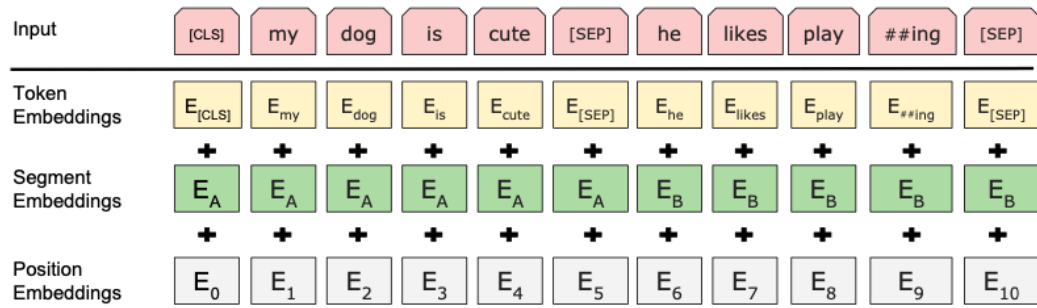 Input [CLS] my dog is cute [SEP] he likes play ##ing [SEP]
Token
Embeddings
E[CLS] Emy Edog Eis Ecute E[SEP] Ehe Elikes Eplay E##ing E[SEP]
+ + + + + + + + + + +
Segment
Embeddings
EA EA EA EA EA EA EB EB EB EB EB
+ + + + + + + + + + +
Position
Embeddings
E0 E1 E2 E3 E4 E5 E6 E7 E8 E9 E10